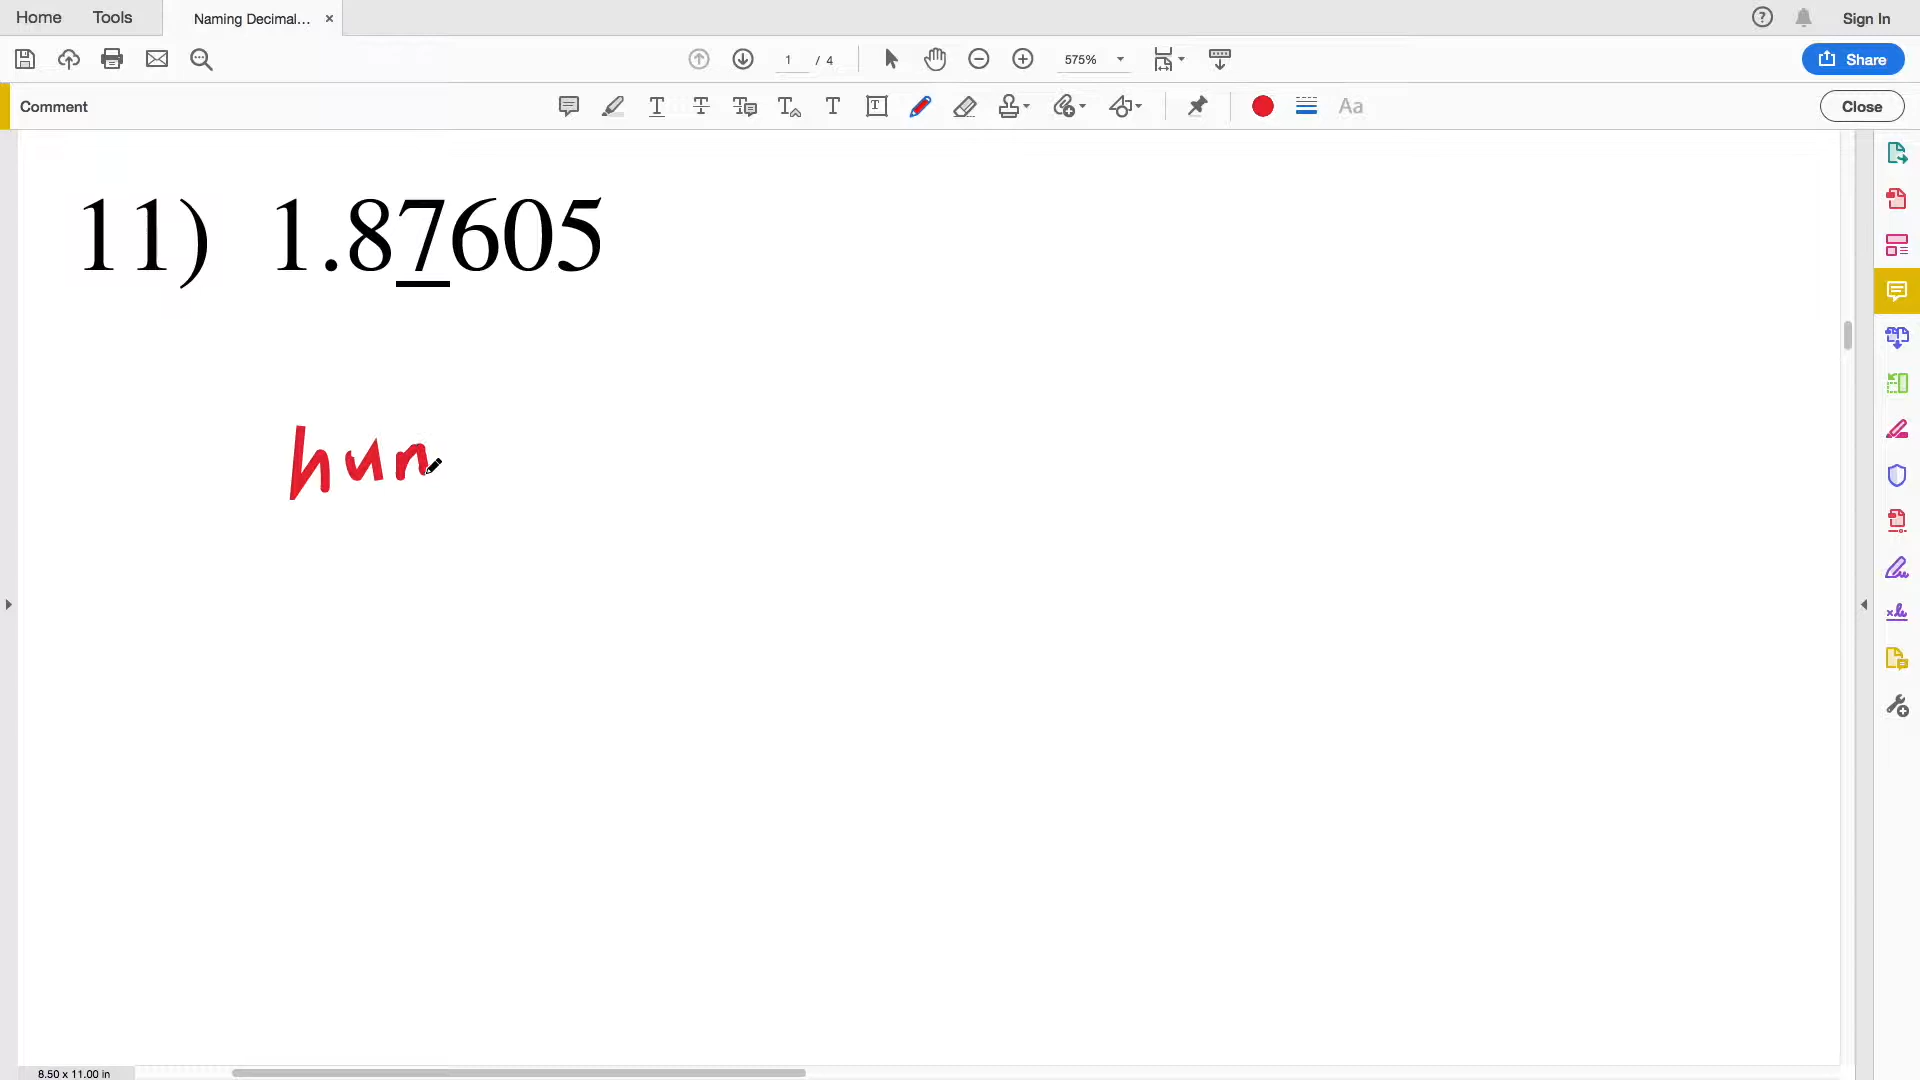 Home Tools Naming Decimal... × Sign In
1 / 4 575% Share
Comment T T T T T T Aa Close
11) 1.87605
hun
8.50 x 11.00 in